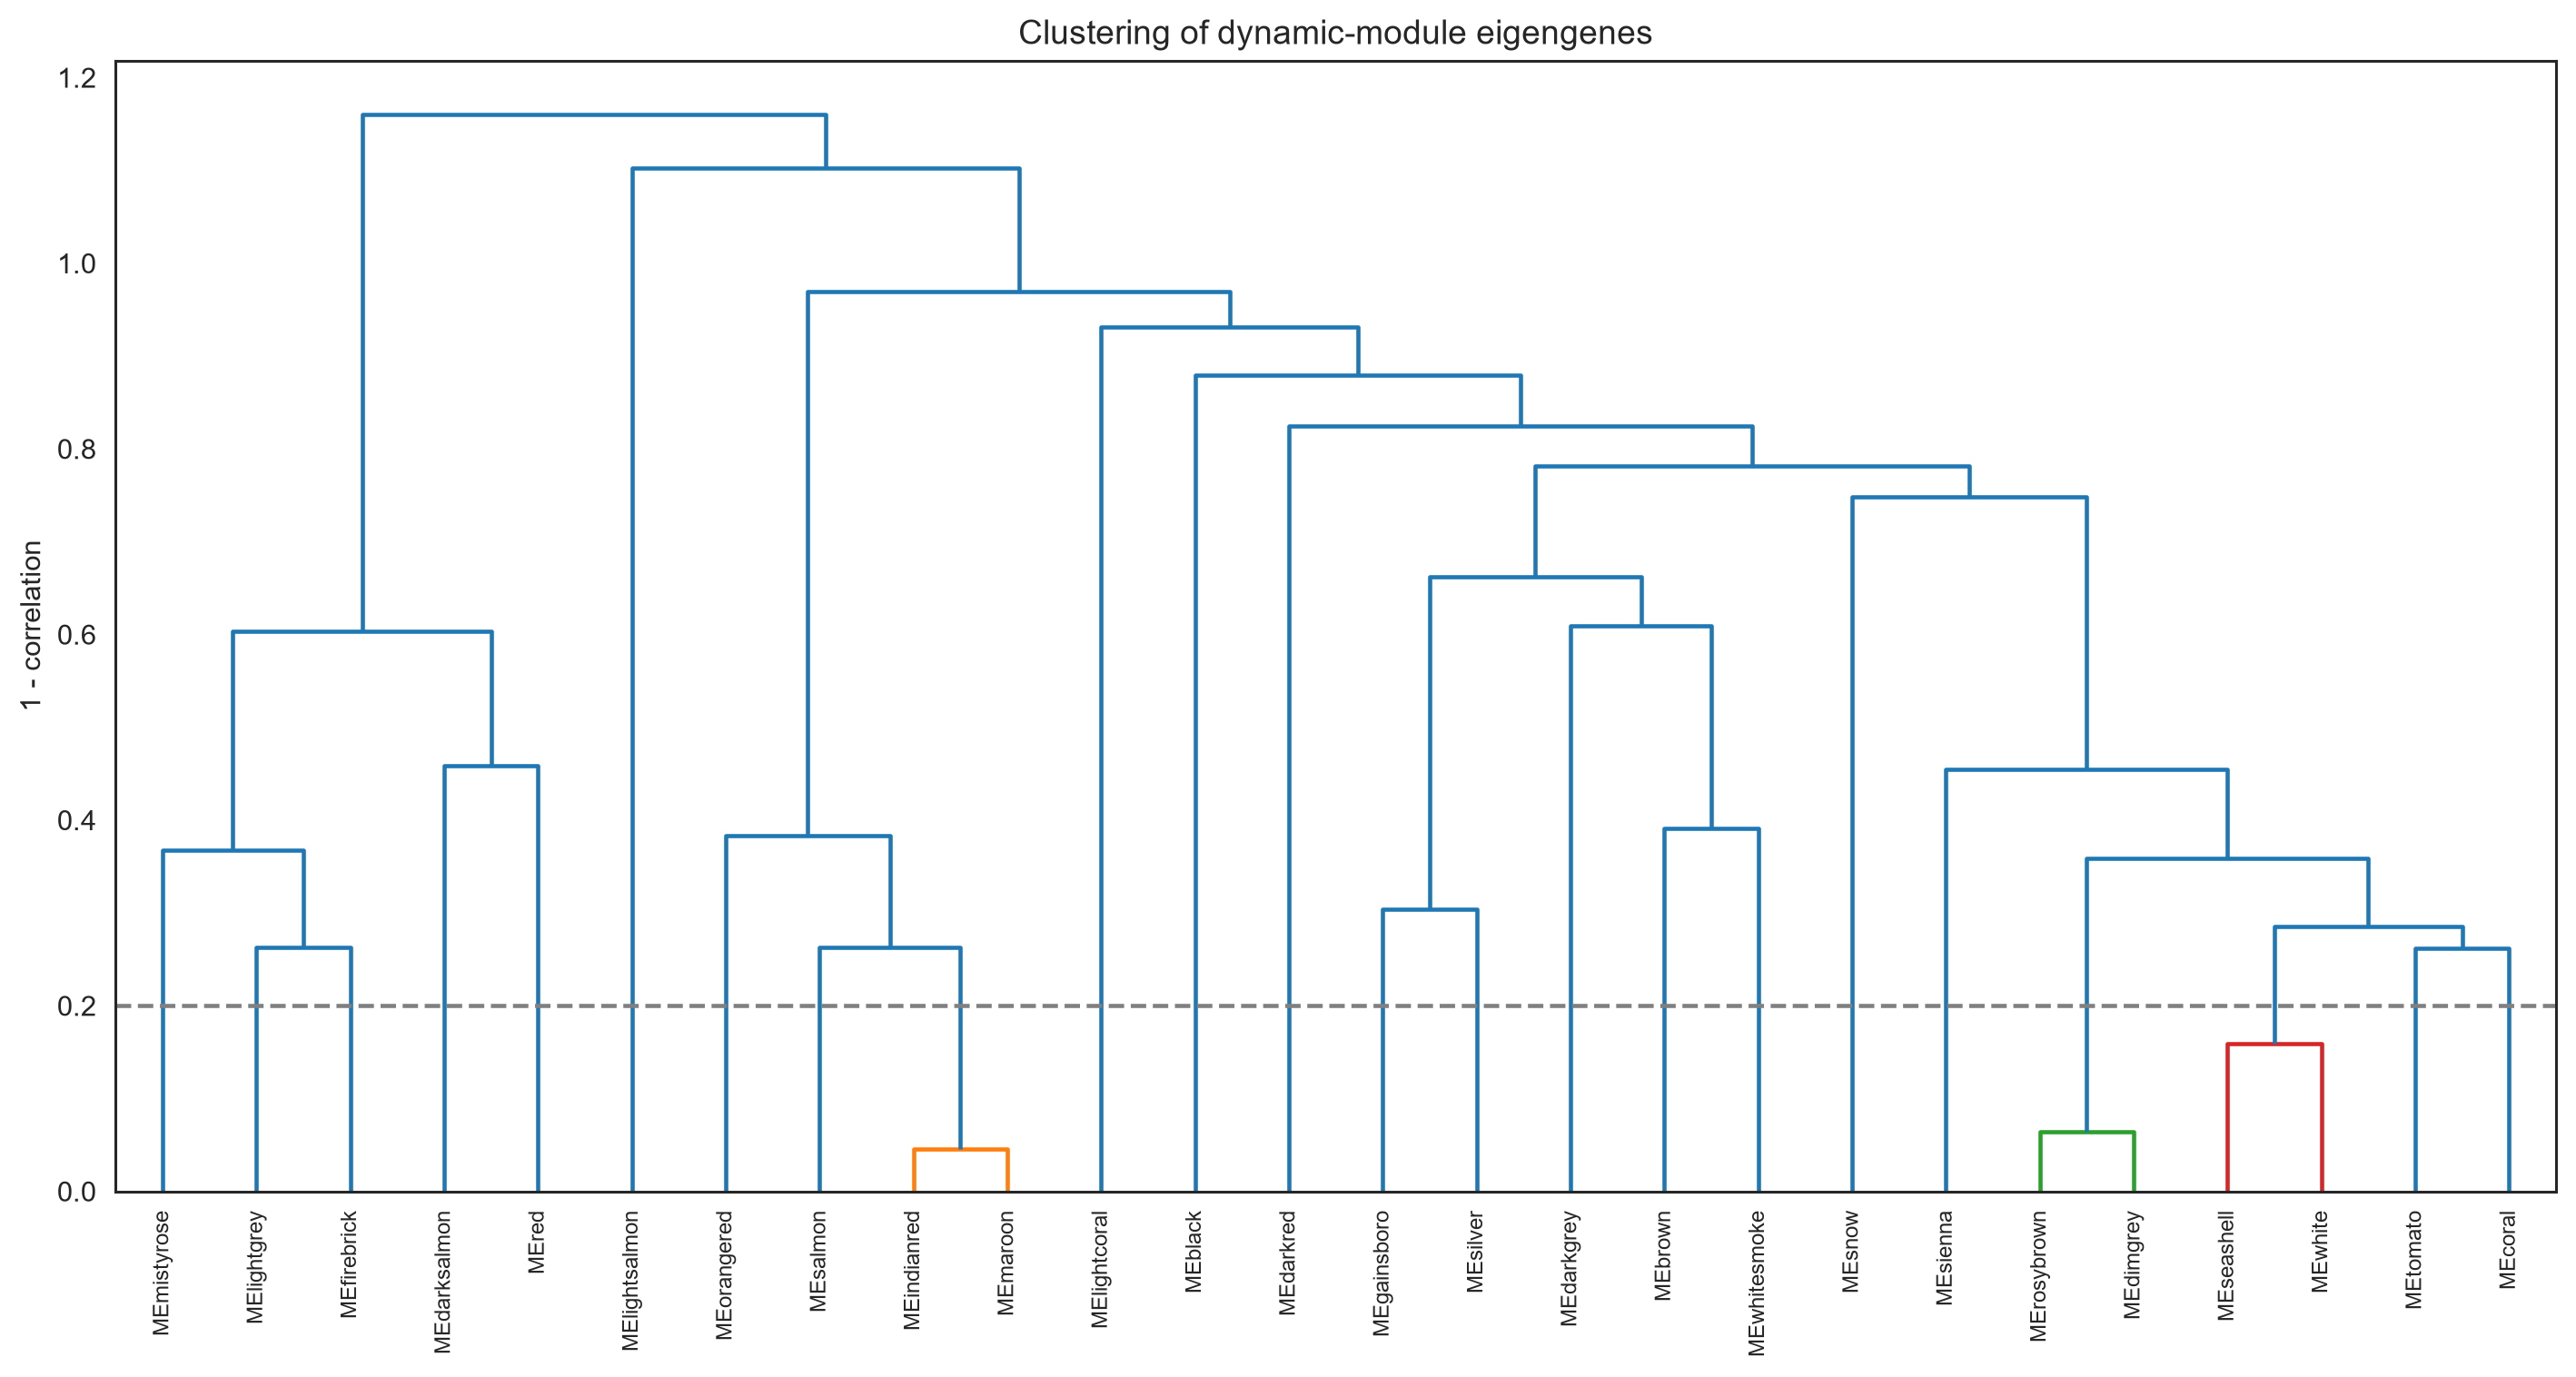 Clustering of dynamic-module eigengenes
1 - correlation
1.2
1.0
0.8
0.6
0.4
0.2
0.0
MEmistyrose
MElightgrey
MEfirebrick
MEdarksalmon
MEred
MElightsalmon
MEorangered
MEsalmon
MEindianred
MEmaroon
MElightcoral
MEblack
MEdarkred
MEgainsboro
MEsilver
MEdarkgrey
MEbrown
MEwhitesmoke
MEsnow
MEsienna
MErosybrown
MEdimgrey
MEseashell
MEwhite
MEtomato
MEcoral